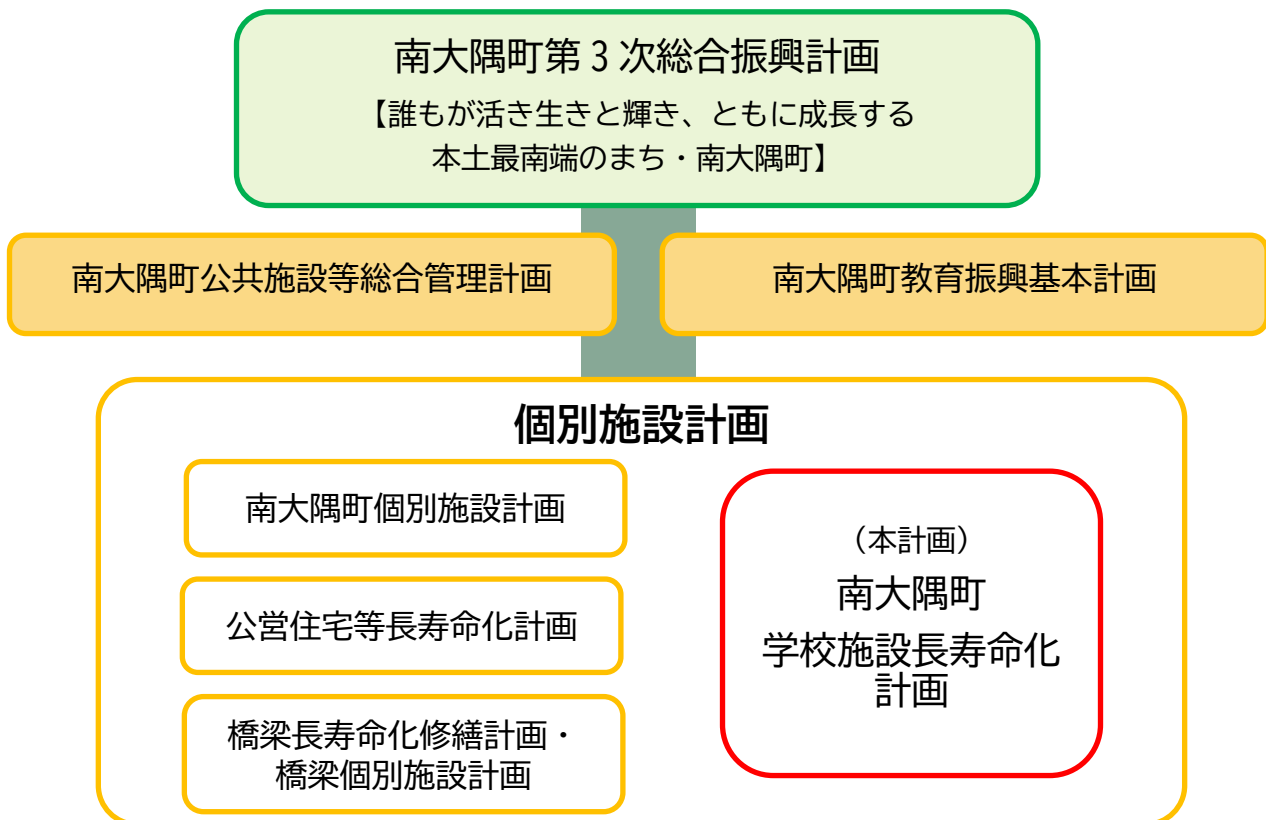 南大隅町第３次総合振興計画
【誰もが活き生きと輝き、ともに成長する
本土最南端のまち・南大隅町】
南大隅町公共施設等総合管理計画
南大隅町教育振興基本計画
個別施設計画
南大隅町個別施設計画
公営住宅等長寿命化計画
橋梁長寿命化修繕計画・
橋梁個別施設計画
（本計画）
南大隅町
学校施設長寿命化
計画